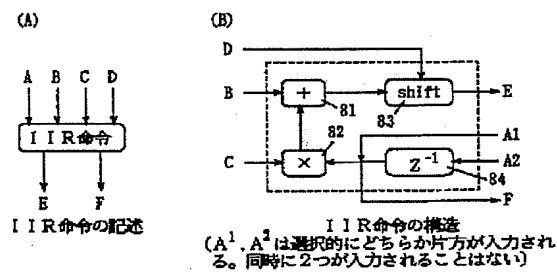 (A)
A B C D
IIR命令
E F
IIR命令の記述
(B)
D
B + 81 shift E
83
82 A1
C × Z⁻¹ A2
84
F
IIR命令の構造
(A¹, A²は選択的にどちらか片方が入力され
る。同時に2つが入力されることはない)